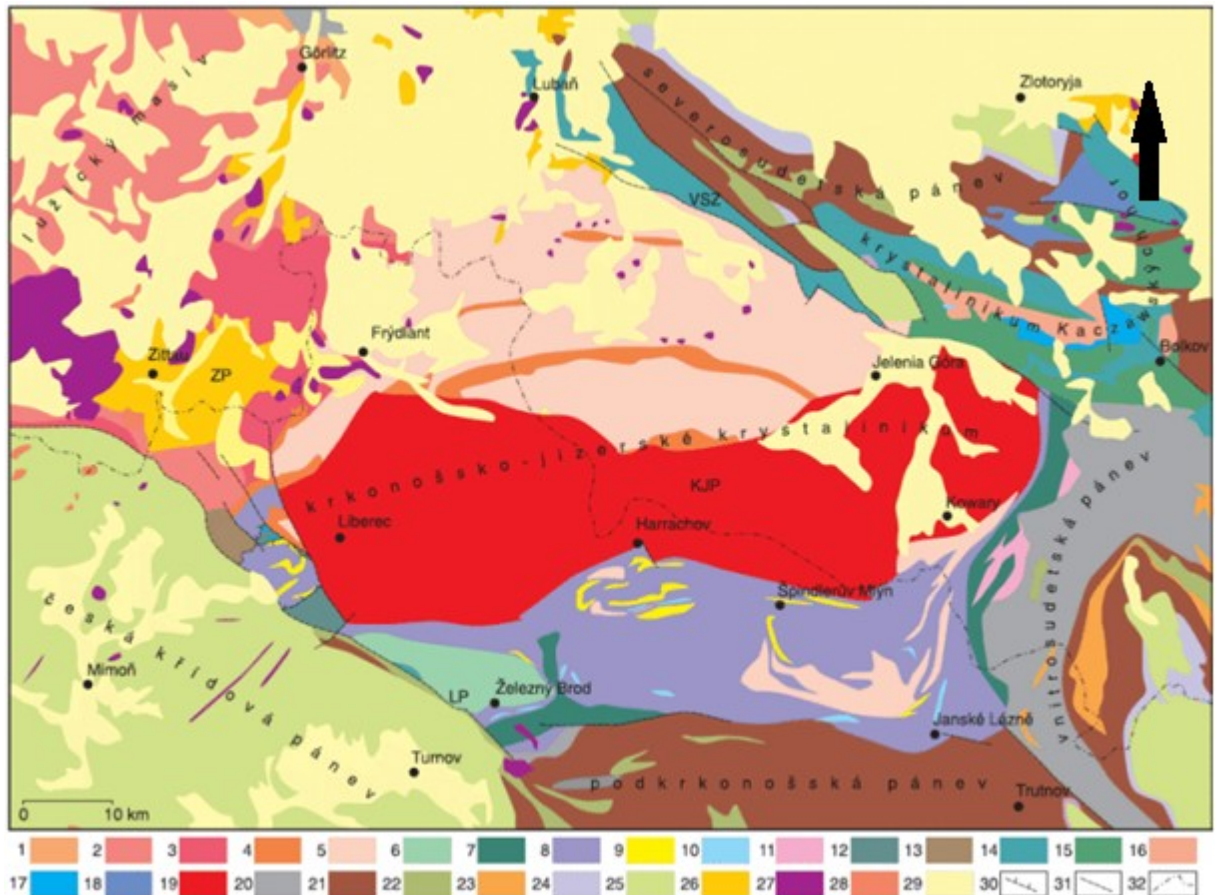 Görlitz
Lubaň
Zlotoryja
lužický masiv
severosudetská pánev
VSZ
krystalinikum Kaczawských hor
Frýdlant
Zittau
ZP
Jelenia Góra
Bolkov
krkonošsko-jizerské krystalinikum
KJP
Liberec
Harrachov
Kowary
vnitrosudetská pánev
Špindlerův Mlýn
česká křídová pánev
Mimoň
LP
Železný Brod
Janské Lázně
Turnov
podkrkonošská pánev
Trutnov
0 10 km
1 2 3 4 5 6 7 8 9 10 11 12 13 14 15 16
17 18 19 20 21 22 23 24 25 26 27 28 29 30 31 32